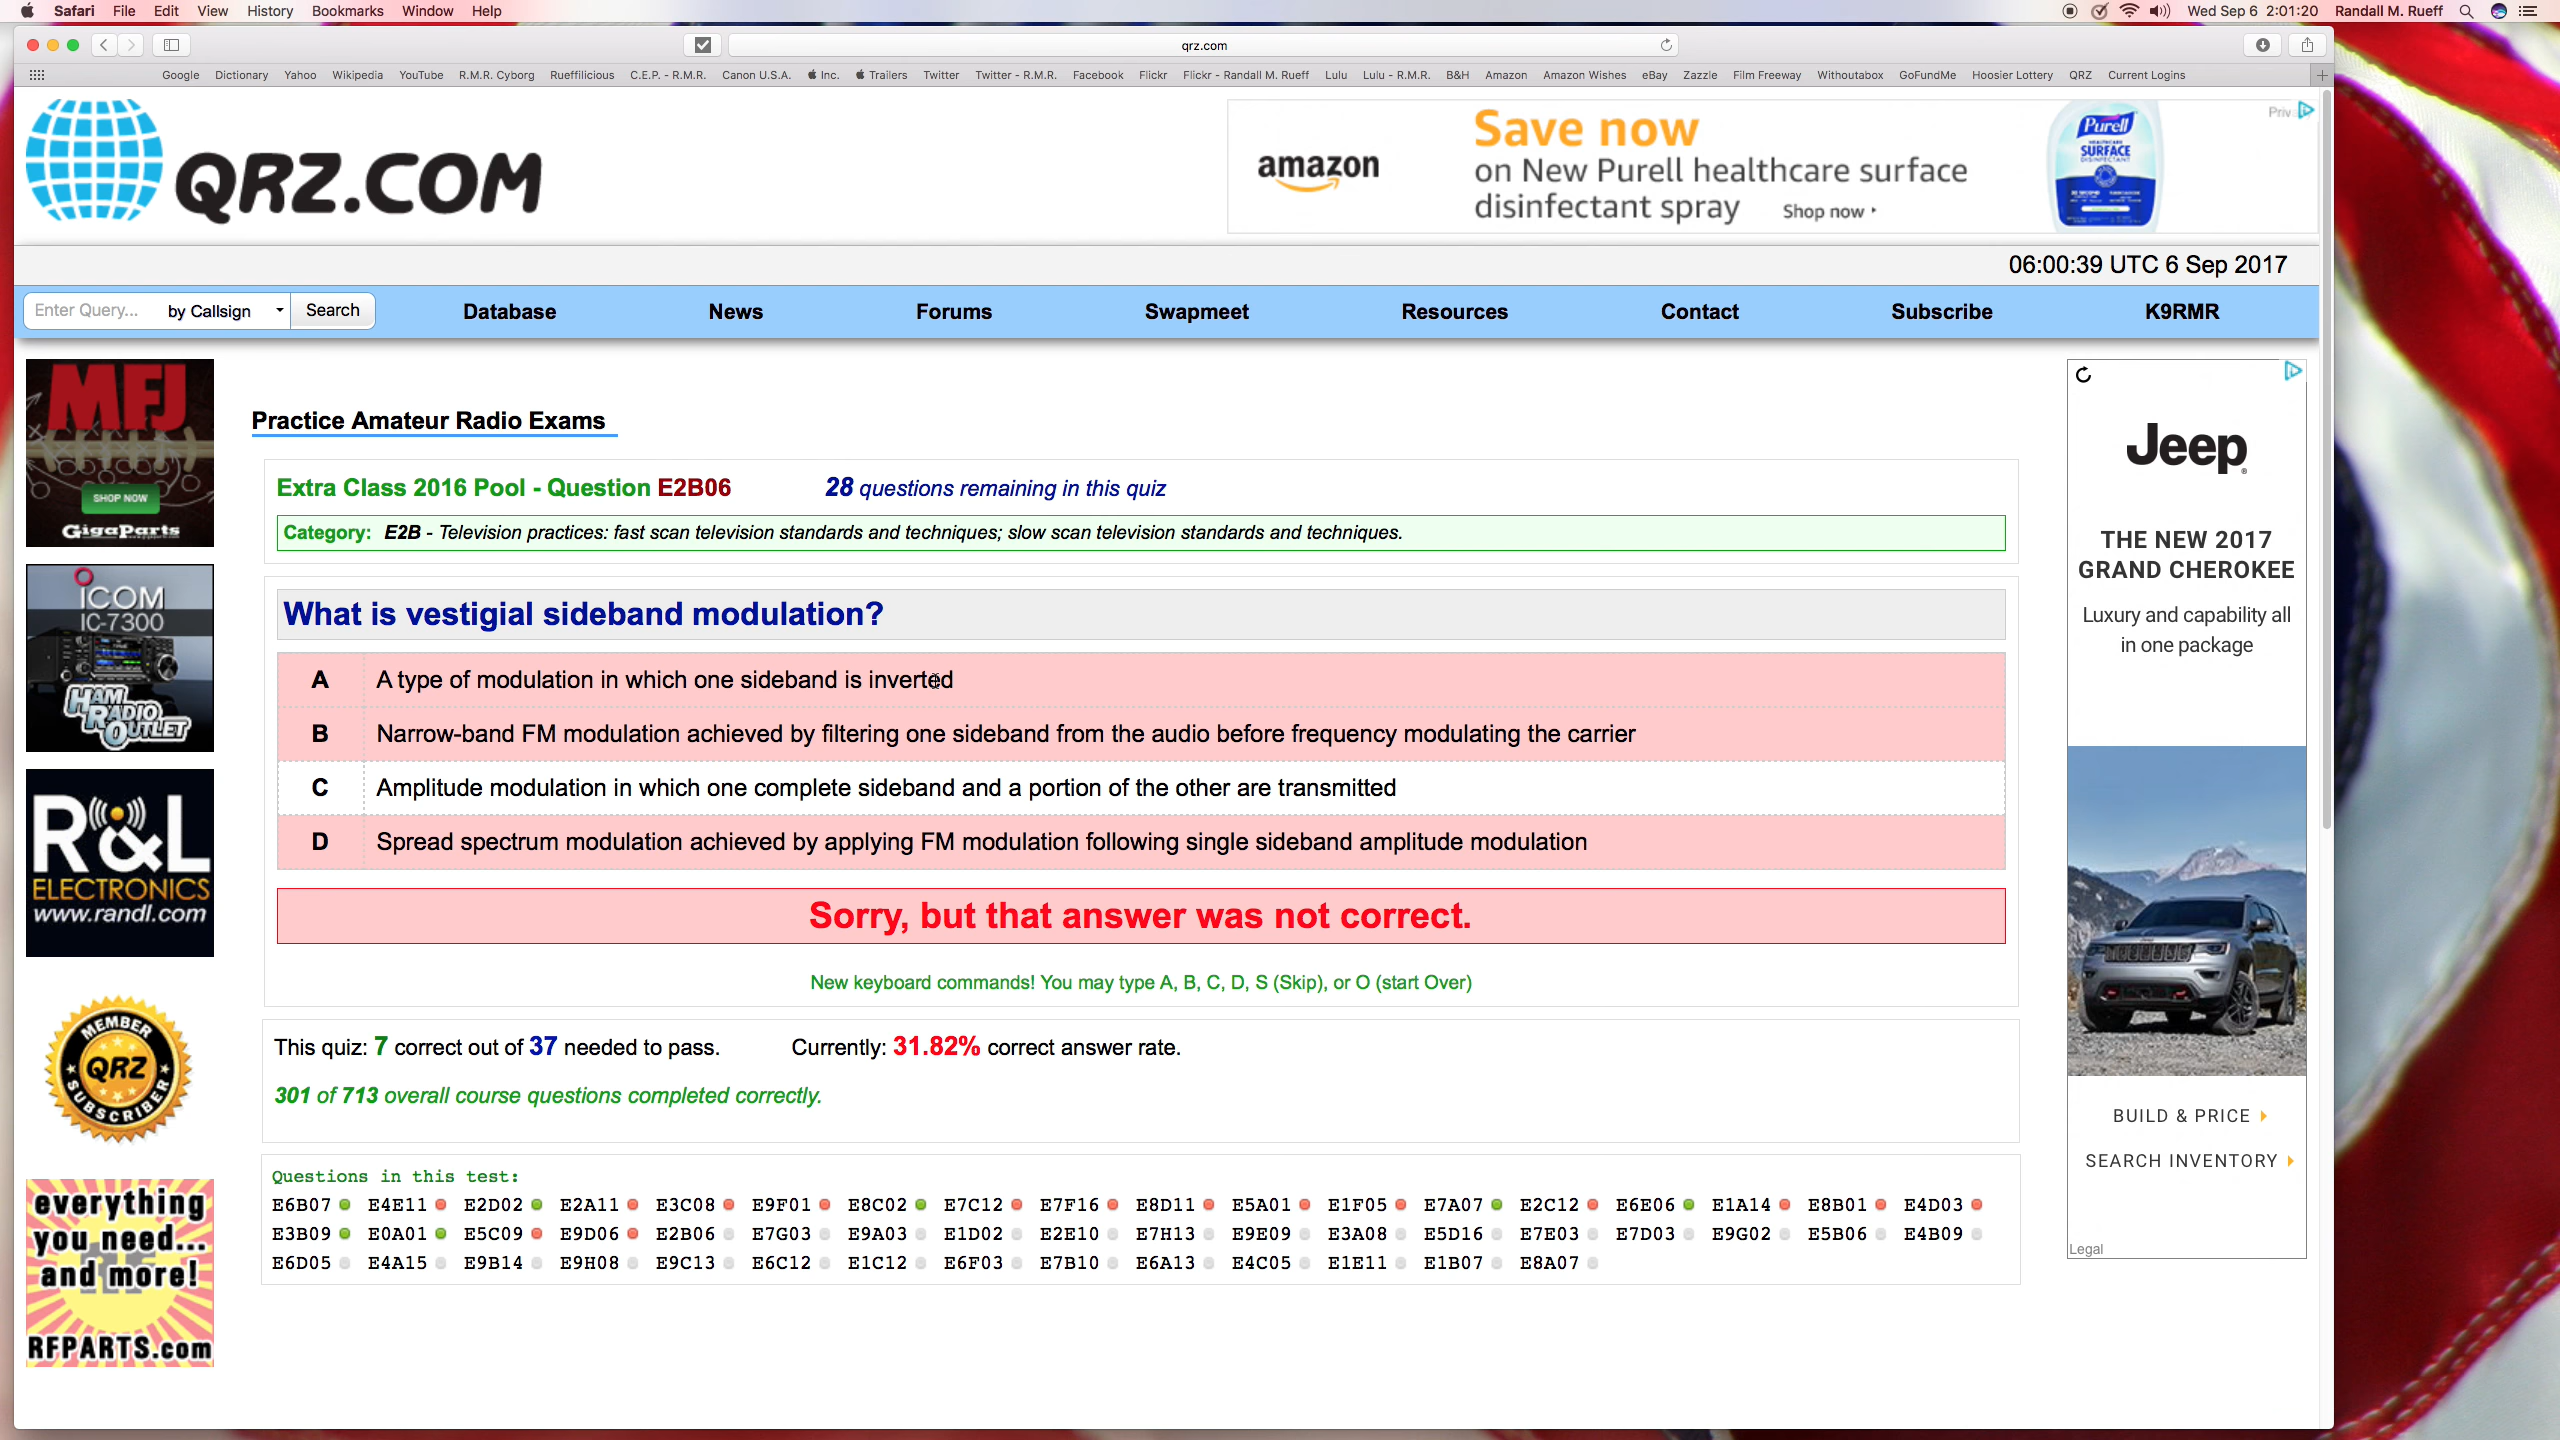 Safari File Edit View History Bookmarks Window Help
Wed Sep 6 2:01:20 Randall M. Rueff
qrz.com
Google Dictionary Yahoo Wikipedia YouTube R.M.R. Cyborg Rueffilicious C.E.P. - R.M.R. Canon U.S.A. Inc. Trailers Twitter Twitter - R.M.R. Facebook Flickr Flickr - Randall M. Rueff Lulu Lulu - R.M.R. B&H Amazon Amazon Wishes eBay Zazzle Film Freeway Withoutabox GoFundMe Hoosier Lottery QRZ Current Logins
QRZ.COM
amazon
Save now
on New Purell healthcare surface
disinfectant spray Shop now
Purell
SURFACE
Priv
06:00:39 UTC 6 Sep 2017
Enter Query... by Callsign Search Database News Forums Swapmeet Resources Contact Subscribe K9RMR
MFJ
SHOP NOW
GigaParts
ICOM
IC-7300
HAM
RADIO
OUTLET
R&L
ELECTRONICS
www.randl.com
MEMBER
QRZ
SUBSCRIBER
everything
you need...
and more!
RFPARTS.com
Practice Amateur Radio Exams
Extra Class 2016 Pool - Question E2B06 28 questions remaining in this quiz
Category: E2B - Television practices: fast scan television standards and techniques; slow scan television standards and techniques.
What is vestigial sideband modulation?
A A type of modulation in which one sideband is inverted
B Narrow-band FM modulation achieved by filtering one sideband from the audio before frequency modulating the carrier
C Amplitude modulation in which one complete sideband and a portion of the other are transmitted
D Spread spectrum modulation achieved by applying FM modulation following single sideband amplitude modulation
Sorry, but that answer was not correct.
New keyboard commands! You may type A, B, C, D, S (Skip), or O (start Over)
This quiz: 7 correct out of 37 needed to pass. Currently: 31.82% correct answer rate.
301 of 713 overall course questions completed correctly.
Questions in this test:
E6B07 E4E11 E2D02 E2A11 E3C08 E9F01 E8C02 E7C12 E7F16 E8D11 E5A01 E1F05 E7A07 E2C12 E6E06 E1A14 E8B01 E4D03
E3B09 E0A01 E5C09 E9D06 E2B06 E7G03 E9A03 E1D02 E2E10 E7H13 E9E09 E3A08 E5D16 E7E03 E7D03 E9G02 E5B06 E4B09
E6D05 E4A15 E9B14 E9H08 E9C13 E6C12 E1C12 E6F03 E7B10 E6A13 E4C05 E1E11 E1B07 E8A07
Jeep
THE NEW 2017
GRAND CHEROKEE
Luxury and capability all
in one package
BUILD & PRICE
SEARCH INVENTORY
Legal